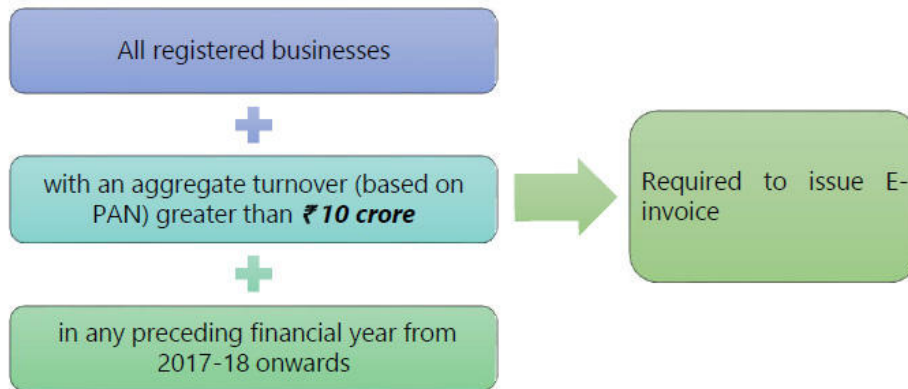 All registered businesses
with an aggregate turnover (based on
PAN) greater than ₹ 10 crore
in any preceding financial year from
2017-18 onwards
Required to issue E-
invoice